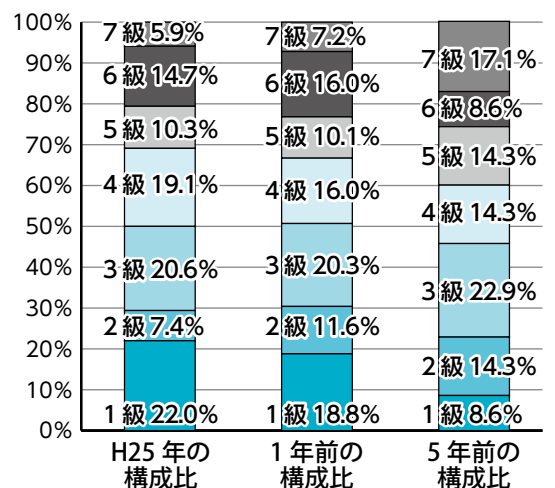 100%
90%
80%
70%
60%
50%
40%
30%
20%
10%
0%
7級 5.9%
6級 14.7%
5級 10.3%
4級 19.1%
3級 20.6%
2級 7.4%
1級 22.0%
7級 7.2%
6級 16.0%
5級 10.1%
4級 16.0%
3級 20.3%
2級 11.6%
1級 18.8%
7級 17.1%
6級 8.6%
5級 14.3%
4級 14.3%
3級 22.9%
2級 14.3%
1級 8.6%
H25年の
構成比
1年前の
構成比
5年前の
構成比